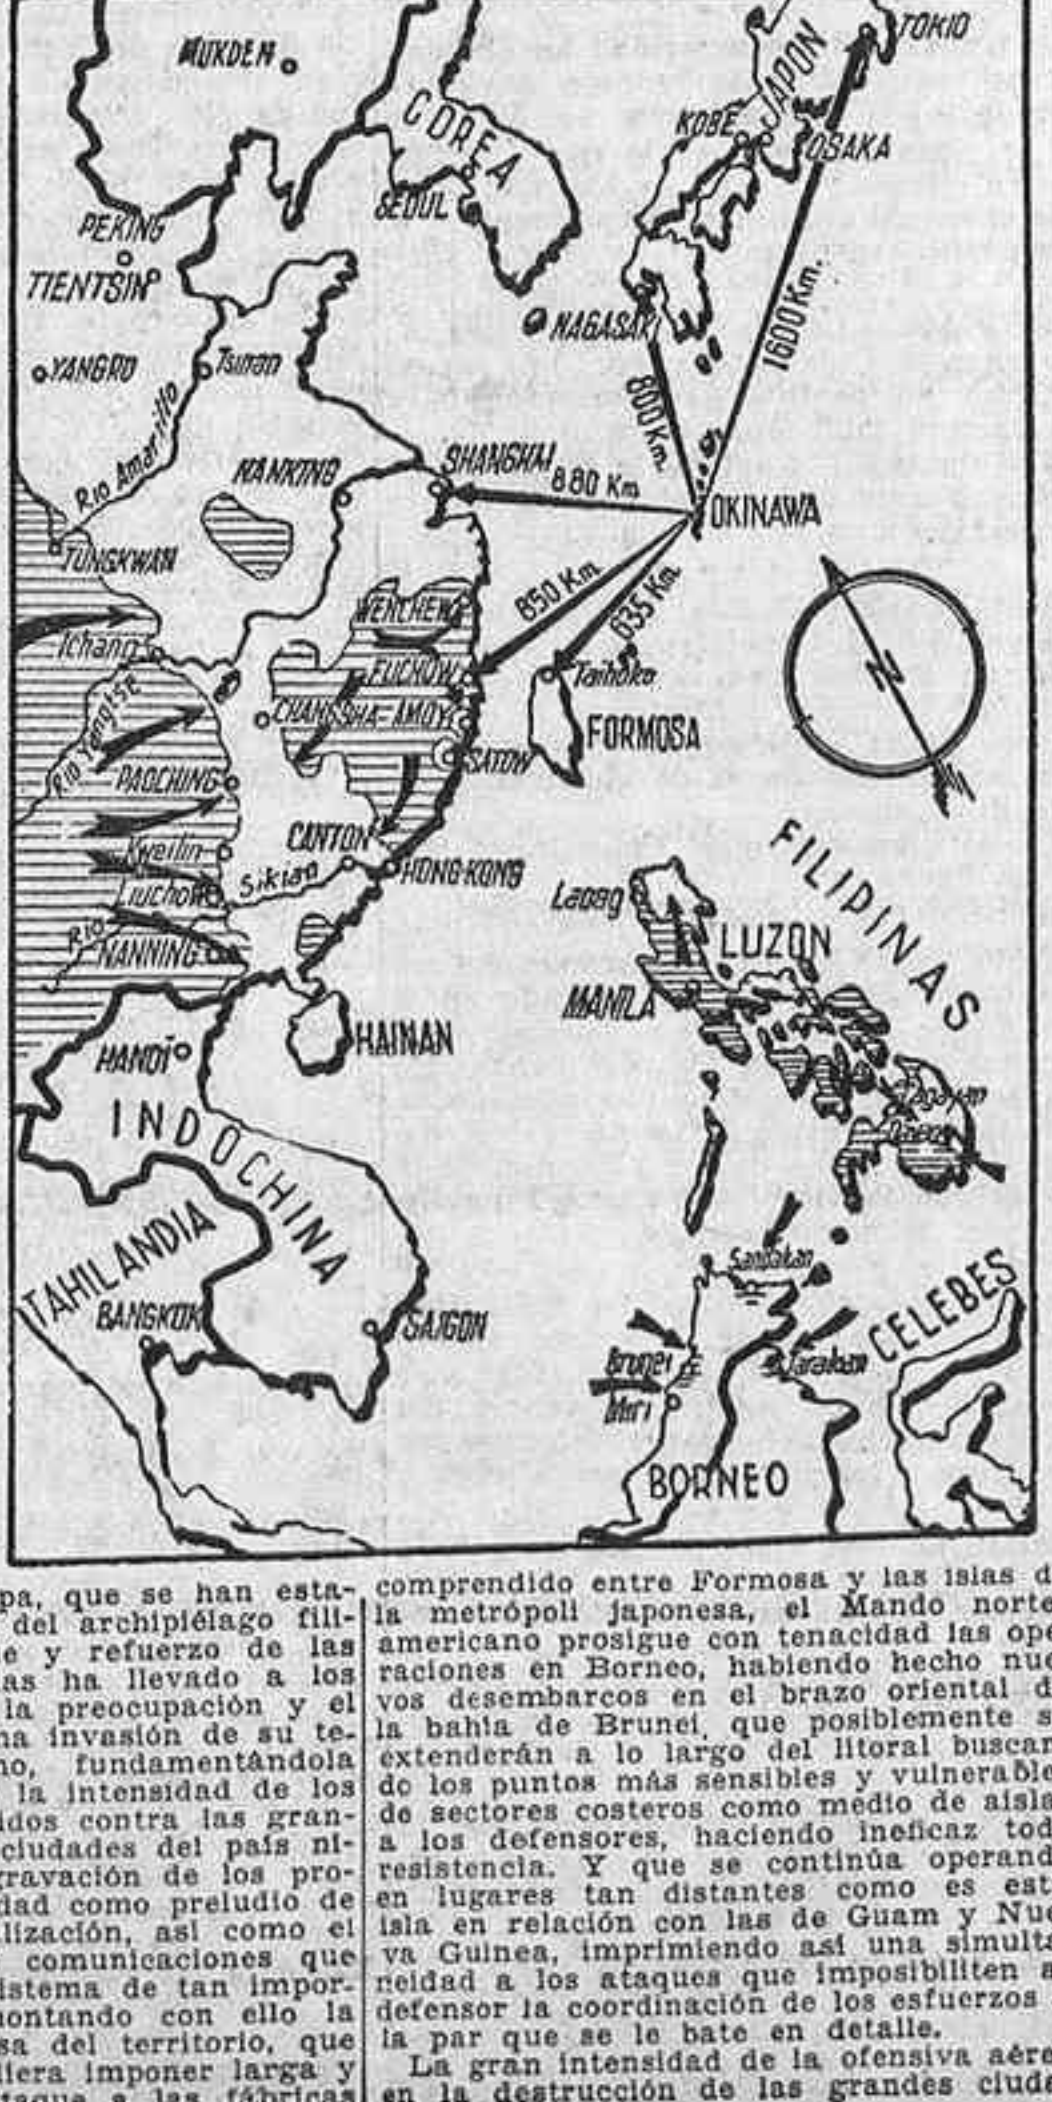 TOKIO
MUKDEN
JAPON
COREA
KOBE
OSAKA
SEOUL
PEKING
TIENTSIN
1600 Km.
NAGASAKI
YANGRO
Tsinan
800 Km.
Rio Amarillo
SHANGHAI
NANKING
880 Km
OKINAWA
TUNGKWAN
850 Km
635 Km
WENCHEW
Ichang
FUCHOW
Taihoko
Rio Yangtse
CHANGSHA-AMOY
N
FORMOSA
SATOW
PAOCHING
CANTON
FILIPINAS
Kweilin
HONG-KONG
Rio Sikian
LIUCHOW
Laoag
LUZON
NANNING
MANILA
HAINAN
HANOI
INDOCHINA
TAHILANDIA
Sandakan
CELEBES
BANGKOK
SAIGON
Brunei
Tarakan
Miri
BORNEO
pa, que se han esta-
del archipiélago fili-
e y refuerzo de las
as ha llevado a los
la preocupación y el
na invasión de su te-
no, fundamentándola
la intensidad de los
idos contra las gran-
ciudades del país ni-
gravación de los pro-
dad como preludio de
lización, así como el
comunicaciones que
istema de tan impor-
montando con ello la
sa del territorio, que
diera imponer larga y
taque a las fábricas
comprendido entre Formosa y las islas d
la metrópoli japonesa, el Mando norte
americano prosigue con tenacidad las ope
raciones en Borneo, habiendo hecho nue
vos desembarcos en el brazo oriental d
la bahía de Brunei, que posiblemente s
extenderán a lo largo del litoral buscan
do los puntos más sensibles y vulnerable
de sectores costeros como medio de aisla
a los defensores, haciendo ineficaz tod
resistencia. Y que se continúa operand
en lugares tan distantes como es est
isla en relación con las de Guam y Nue
va Guinea, imprimiendo así una simulta
neidad a los ataques que imposibiliten a
defensor la coordinación de los esfuerzos
la par que se le bate en detalle.
La gran intensidad de la ofensiva aére
en la destrucción de las grandes ciuda